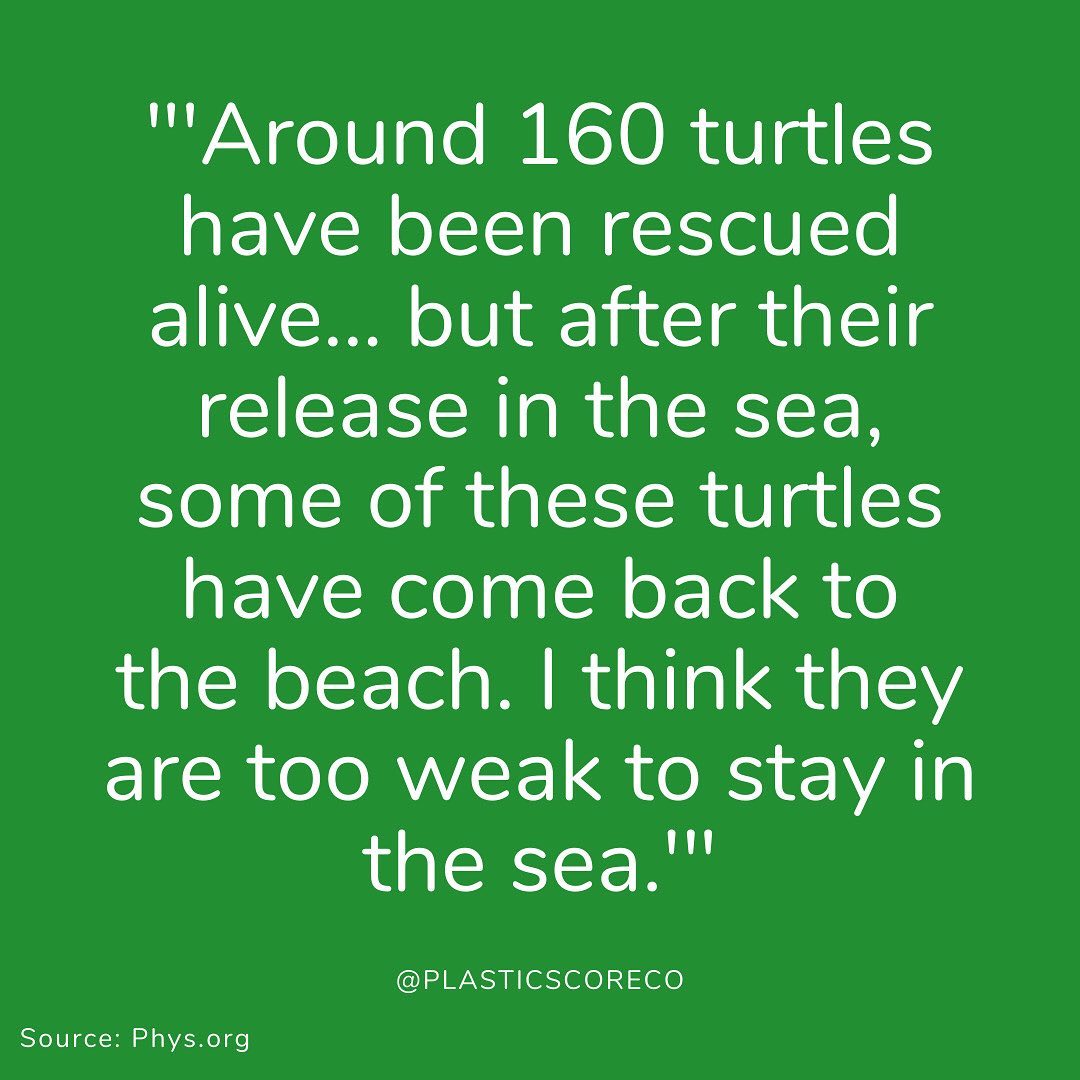 "'Around 160 turtles
have been rescued
alive... but after their
release in the sea,
some of these turtles
have come back to
the beach. I think they
are too weak to stay in
the sea."'
@PLASTICSCORECO
Source: Phys.org